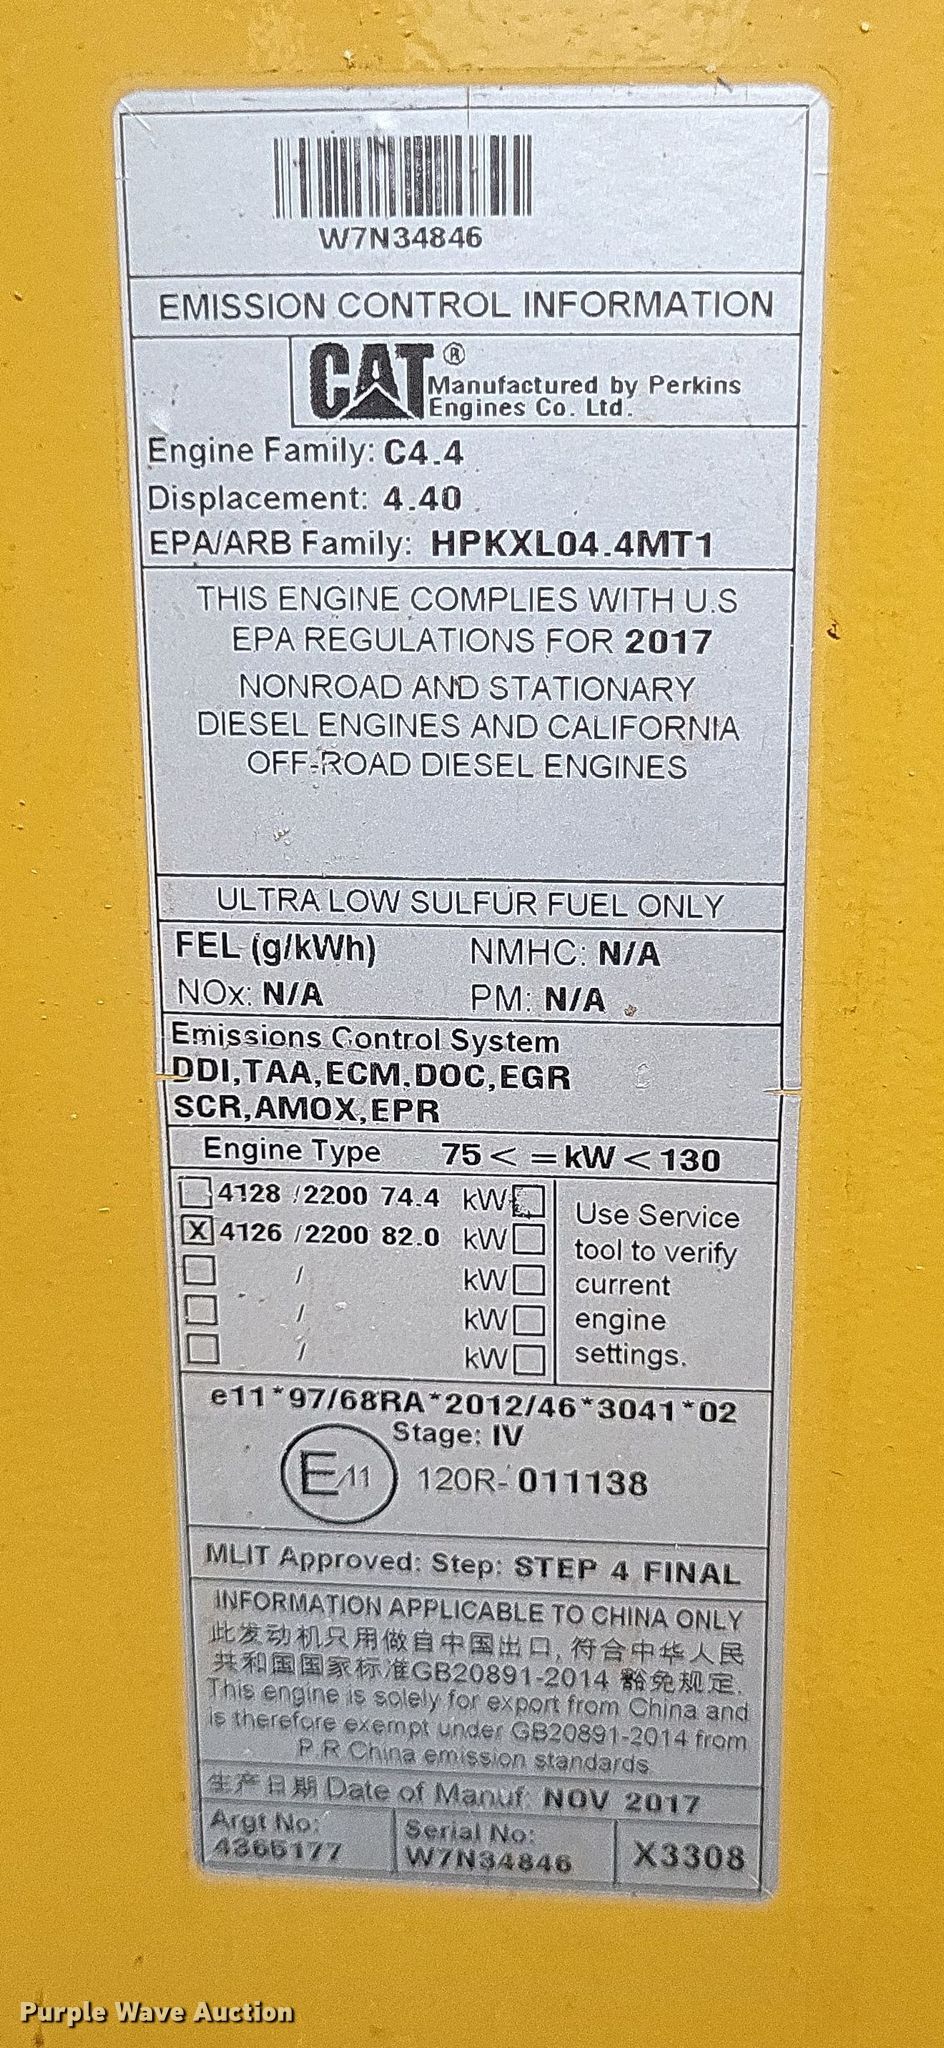 W7N34846
EMISSION CONTROL INFORMATION
CAT®
Manufactured by Perkins
Engines Co. Ltd.
Engine Family: C4.4
Displacement: 4.40
EPA/ARB Family: HPKXL04.4MT1
THIS ENGINE COMPLIES WITH U.S
EPA REGULATIONS FOR 2017
NONROAD AND STATIONARY
DIESEL ENGINES AND CALIFORNIA
OFF-ROAD DIESEL ENGINES
ULTRA LOW SULFUR FUEL ONLY
FEL (g/kWh) NMHC: N/A
NOx: N/A PM: N/A
Emissions Control System
DDI,TAA,ECM,DOC,EGR
SCR,AMOX,EPR
Engine Type 75 < = kW < 130
4128 /2200 74.4 kW
X 4126 /2200 82.0 kW
/ kW
/ kW
/ kW
Use Service
tool to verify
current
engine
settings.
e11*97/68RA*2012/46*3041*02
Stage: IV
E11 120R-011138
MLIT Approved: Step: STEP 4 FINAL
INFORMATION APPLICABLE TO CHINA ONLY
此发动机只用做自中国出口, 符合中华人民
共和国国家标准GB20891-2014 豁免规定.
This engine is solely for export from China and
is therefore exempt under GB20891-2014 from
P.R China emission standards
生产日期 Date of Manuf: NOV 2017
Argt No:
4365177
Serial No:
W7N34846
X3308
Purple Wave Auction